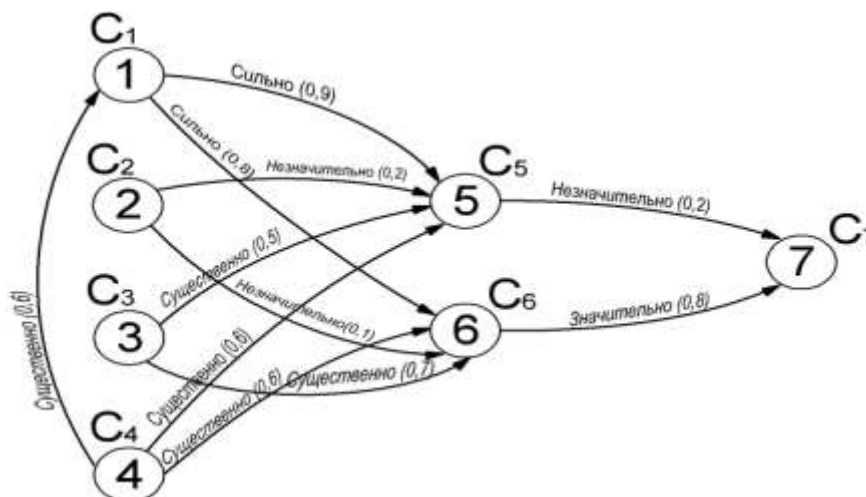 C₁
1
Сильно (0,9)
Сильно (0,8)
C₂
2
Незначительно (0,2)
C₅
5
Незначительно (0,2)
C
7
Существенно (0,5)
Незначительно(0,1)
C₃
3
C₆
6
Значительно (0,8)
Существенно (0,6)
Существенно (0,6)
Существенно (0,7)
Существенно (0,6)
C₄
4